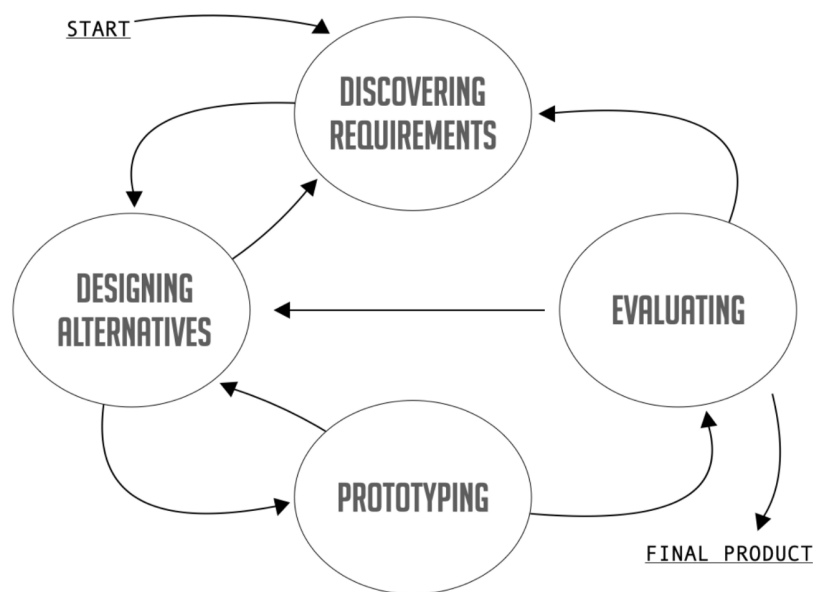 START
DISCOVERING
REQUIREMENTS
DESIGNING
ALTERNATIVES
EVALUATING
PROTOTYPING
FINAL PRODUCT